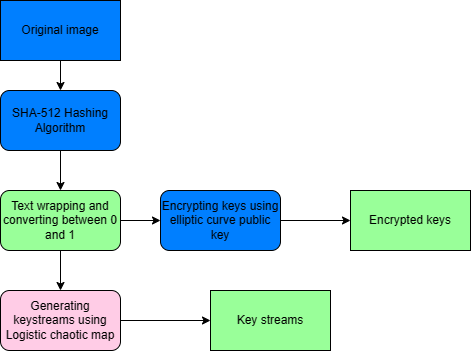 Original image
SHA-512 Hashing
Algorithm
Text wrapping and
converting between 0
and 1
Encrypting keys using
elliptic curve public
key
Encrypted keys
Generating
keystreams using
Logistic chaotic map
Key streams